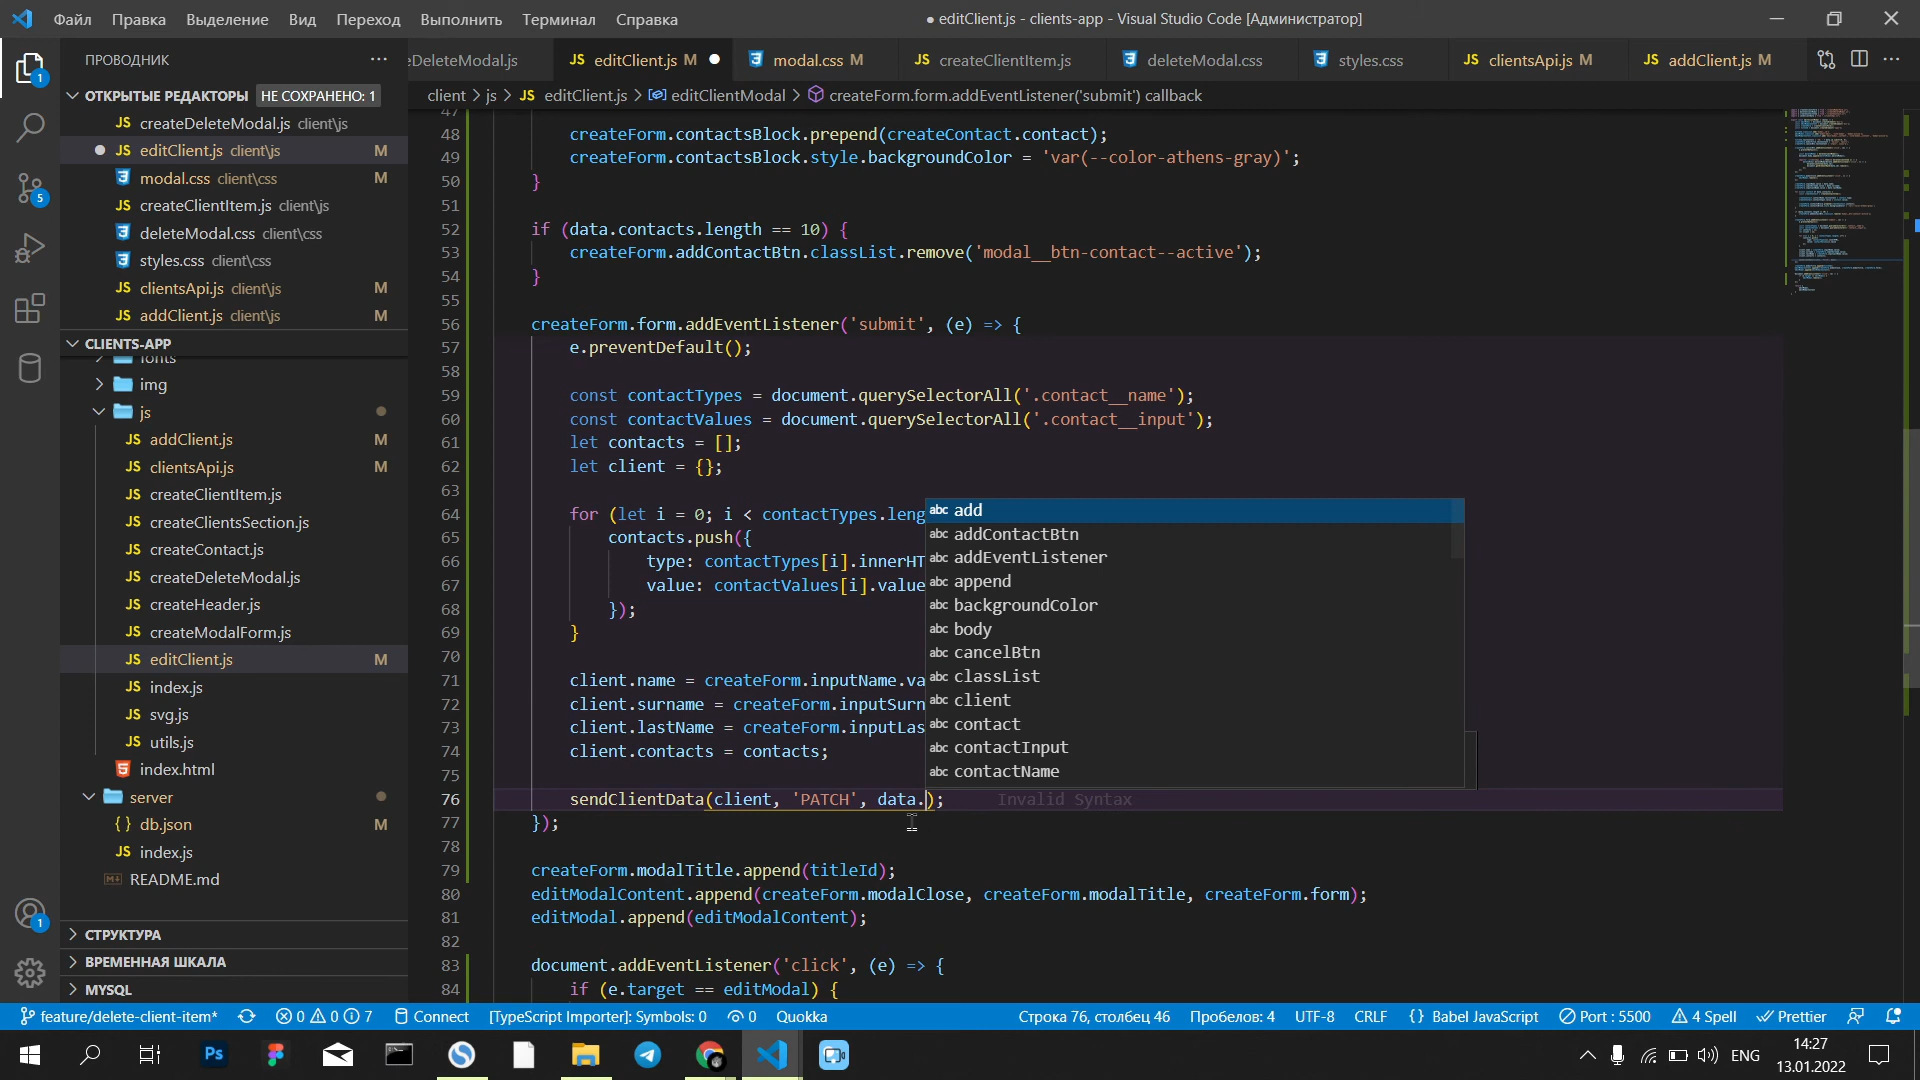 Файл Правка Выделение Вид Переход Выполнить Терминал Справка
● editClient.js - clients-app - Visual Studio Code [Администратор]
ПРОВОДНИК
DeleteModal.js
JS editClient.js M
modal.css M
JS createClientItem.js
deleteModal.css
styles.css
JS clientsApi.js M
JS addClient.js M
client > js > JS editClient.js > editClientModal > createForm.form.addEventListener('submit') callback
ОТКРЫТЫЕ РЕДАКТОРЫ НЕ СОХРАНЕНО: 1
JS createDeleteModal.js client\js
JS editClient.js client\js M
modal.css client\css M
JS createClientItem.js client\js
deleteModal.css client\css
styles.css client\css
JS clientsApi.js client\js M
JS addClient.js client\js M
CLIENTS-APP
fonts
img
js
JS addClient.js M
JS clientsApi.js M
JS createClientItem.js
JS createClientsSection.js
JS createContact.js
JS createDeleteModal.js
JS createHeader.js
JS createModalForm.js
JS editClient.js M
JS index.js
JS svg.js
JS utils.js
index.html
server
{} db.json M
JS index.js
README.md
СТРУКТУРА
ВРЕМЕННАЯ ШКАЛА
MYSQL
1
5
1
47
48 createForm.contactsBlock.prepend(createContact.contact);
49 createForm.contactsBlock.style.backgroundColor = 'var(--color-athens-gray)';
50 }
51
52 if (data.contacts.length == 10) {
53 createForm.addContactBtn.classList.remove('modal__btn-contact--active');
54 }
55
56 createForm.form.addEventListener('submit', (e) => {
57 e.preventDefault();
58
59 const contactTypes = document.querySelectorAll('.contact__name');
60 const contactValues = document.querySelectorAll('.contact__input');
61 let contacts = [];
62 let client = {};
63
64 for (let i = 0; i < contactTypes.leng
65 contacts.push({
66 type: contactTypes[i].innerHT
67 value: contactValues[i].value
68 });
69 }
70
71 client.name = createForm.inputName.va
72 client.surname = createForm.inputSurn
73 client.lastName = createForm.inputLas
74 client.contacts = contacts;
75
76 sendClientData(client, 'PATCH', data.); Invalid Syntax
77 });
78
79 createForm.modalTitle.append(titleId);
80 editModalContent.append(createForm.modalClose, createForm.modalTitle, createForm.form);
81 editModal.append(editModalContent);
82
83 document.addEventListener('click', (e) => {
84 if (e.target == editModal) {
abc add
abc addContactBtn
abc addEventListener
abc append
abc backgroundColor
abc body
abc cancelBtn
abc classList
abc client
abc contact
abc contactInput
abc contactName
feature/delete-client-item* 0 0 7 Connect [TypeScript Importer]: Symbols: 0 0 Quokka
Строка 76, столбец 46 Пробелов: 4 UTF-8 CRLF {} Babel JavaScript Port : 5500 4 Spell Prettier
Ps
ENG
14:27
13.01.2022